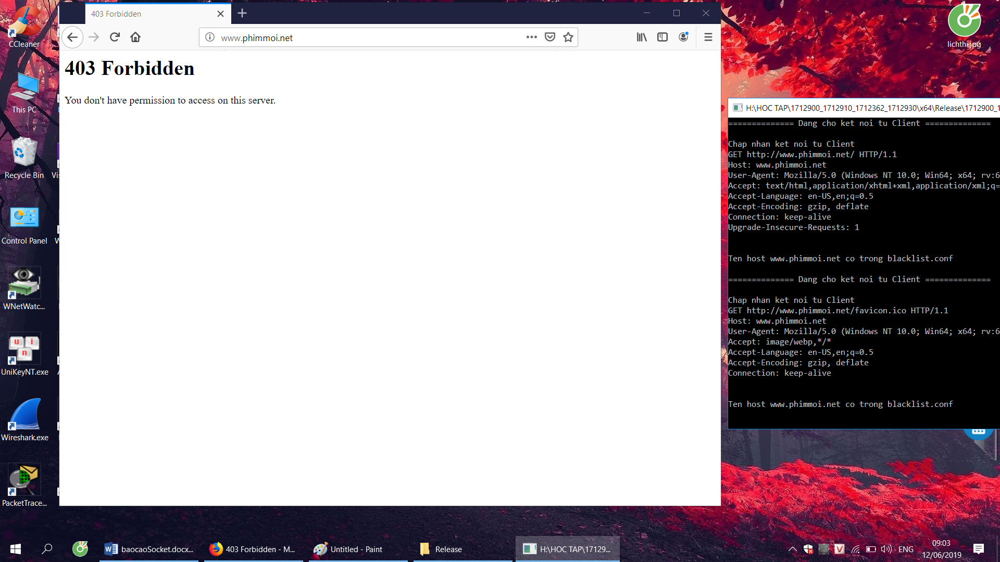 403 Forbidden
www.phimmoi.net
403 Forbidden
You don't have permission to access on this server.
CCleaner
This PC
Recycle Bin
Control Panel
WNetWatc...
UniKeyNT.exe
Wireshark.exe
PacketTrace...
lichthi.jpg
H:\HOC TAP\1712900_1712910_1712362_1712930\x64\Release\1712900_1
============== Dang cho ket noi tu Client ==============
Chap nhan ket noi tu Client
GET http://www.phimmoi.net/ HTTP/1.1
Host: www.phimmoi.net
User-Agent: Mozilla/5.0 (Windows NT 10.0; Win64; x64; rv:6
Accept: text/html,application/xhtml+xml,application/xml;q=
Accept-Language: en-US,en;q=0.5
Accept-Encoding: gzip, deflate
Connection: keep-alive
Upgrade-Insecure-Requests: 1
Ten host www.phimmoi.net co trong blacklist.conf
============== Dang cho ket noi tu Client ==============
Chap nhan ket noi tu Client
GET http://www.phimmoi.net/favicon.ico HTTP/1.1
Host: www.phimmoi.net
User-Agent: Mozilla/5.0 (Windows NT 10.0; Win64; x64; rv:6
Accept: image/webp,*/*
Accept-Language: en-US,en;q=0.5
Accept-Encoding: gzip, deflate
Connection: keep-alive
Ten host www.phimmoi.net co trong blacklist.conf
baocaoSocket.docx...
403 Forbidden - M...
Untitled - Paint
Release
H:\HOC TAP\17129...
ENG
09:03
12/06/2019